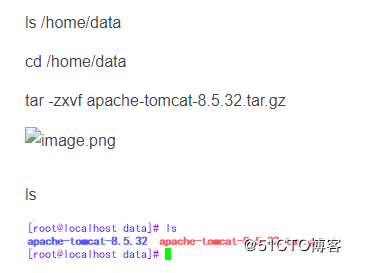 ls /home/data
cd /home/data
tar -zxvf apache-tomcat-8.5.32.tar.gz
image.png
ls
[root@localhost data]# ls
apache-tomcat-8.5.32 apache-tomcat-8.5.32.tar.gz
[root@localhost data]#
@51CTO博客